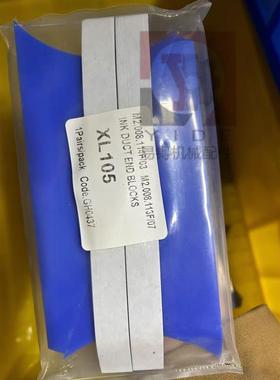 M2.008.113F/03 M2.008.113F/07
INK DUCT END BLOCKS
XL105
1Pairs/pack Code:GH0437